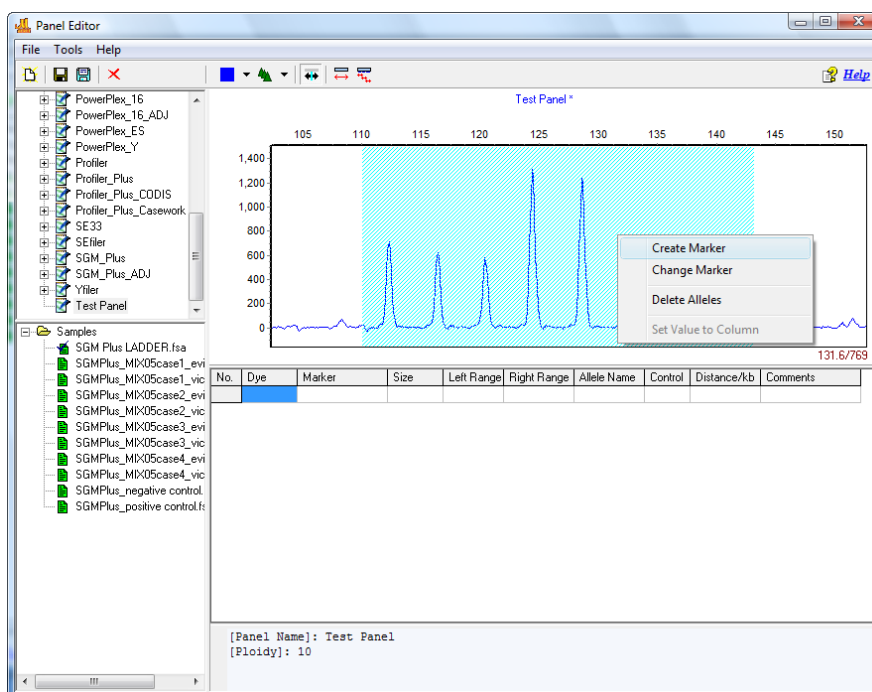 Panel Editor
File Tools Help
Help
PowerPlex_16
PowerPlex_16_ADJ
PowerPlex_ES
PowerPlex_Y
Profiler
Profiler_Plus
Profiler_Plus_CODIS
Profiler_Plus_Casework
SE33
SEfiler
SGM_Plus
SGM_Plus_ADJ
Yfiler
Test Panel
Samples
SGM Plus LADDER.fsa
SGMPlus_MIX05case1_evi
SGMPlus_MIX05case1_vic
SGMPlus_MIX05case2_evi
SGMPlus_MIX05case2_vic
SGMPlus_MIX05case3_evi
SGMPlus_MIX05case3_vic
SGMPlus_MIX05case4_evi
SGMPlus_MIX05case4_vic
SGMPlus_negative control.
SGMPlus_positive control.fs
Test Panel *
105 110 115 120 125 130 135 140 145 150
1,400
1,200
1,000
800
600
400
200
0
Create Marker
Change Marker
Delete Alleles
Set Value to Column
131.6/769
No. Dye Marker Size Left Range Right Range Allele Name Control Distance/kb Comments
[Panel Name]: Test Panel
[Ploidy]: 10